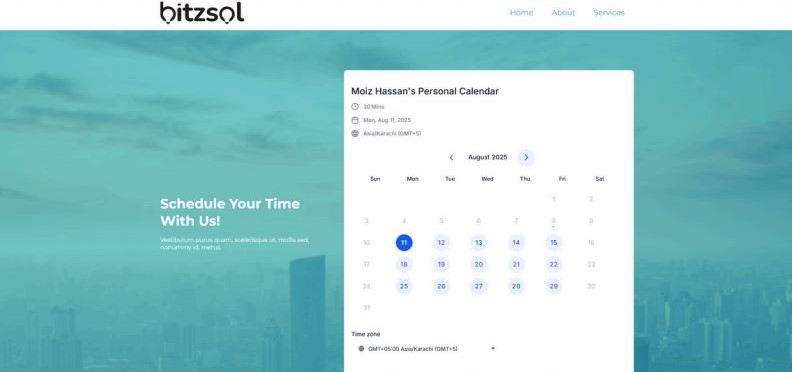 bitzsol
Home About Services
Moiz Hassan's Personal Calendar
30 Mins
Mon, Aug 11, 2025
Asia/Karachi (GMT+5)
August 2025
Sun Mon Tue Wed Thu Fri Sat
1 2
3 4 5 6 7 8 9
10 11 12 13 14 15 16
17 18 19 20 21 22 23
24 25 26 27 28 29 30
31
Schedule Your Time
With Us!
Vestibulum purus quam, scelerisque ut, mollis sed,
nonummy id, metus.
Time zone
GMT+05:00 Asia/Karachi (GMT+5)